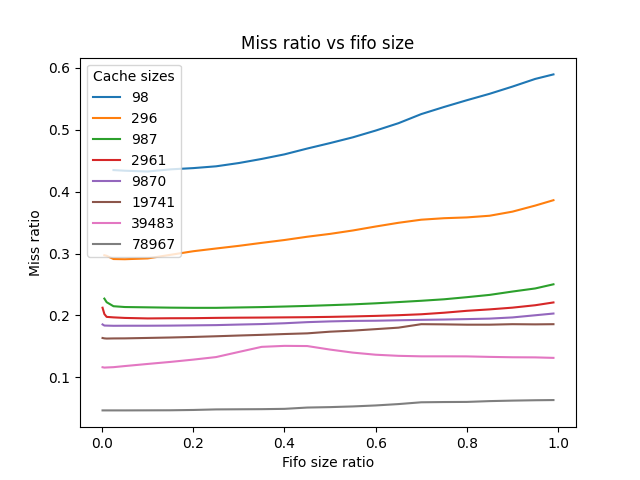 Miss ratio vs fifo size
Cache sizes
98
296
987
2961
9870
19741
39483
78967
Miss ratio
0.6
0.5
0.4
0.3
0.2
0.1
0.0 0.2 0.4 0.6 0.8 1.0
Fifo size ratio